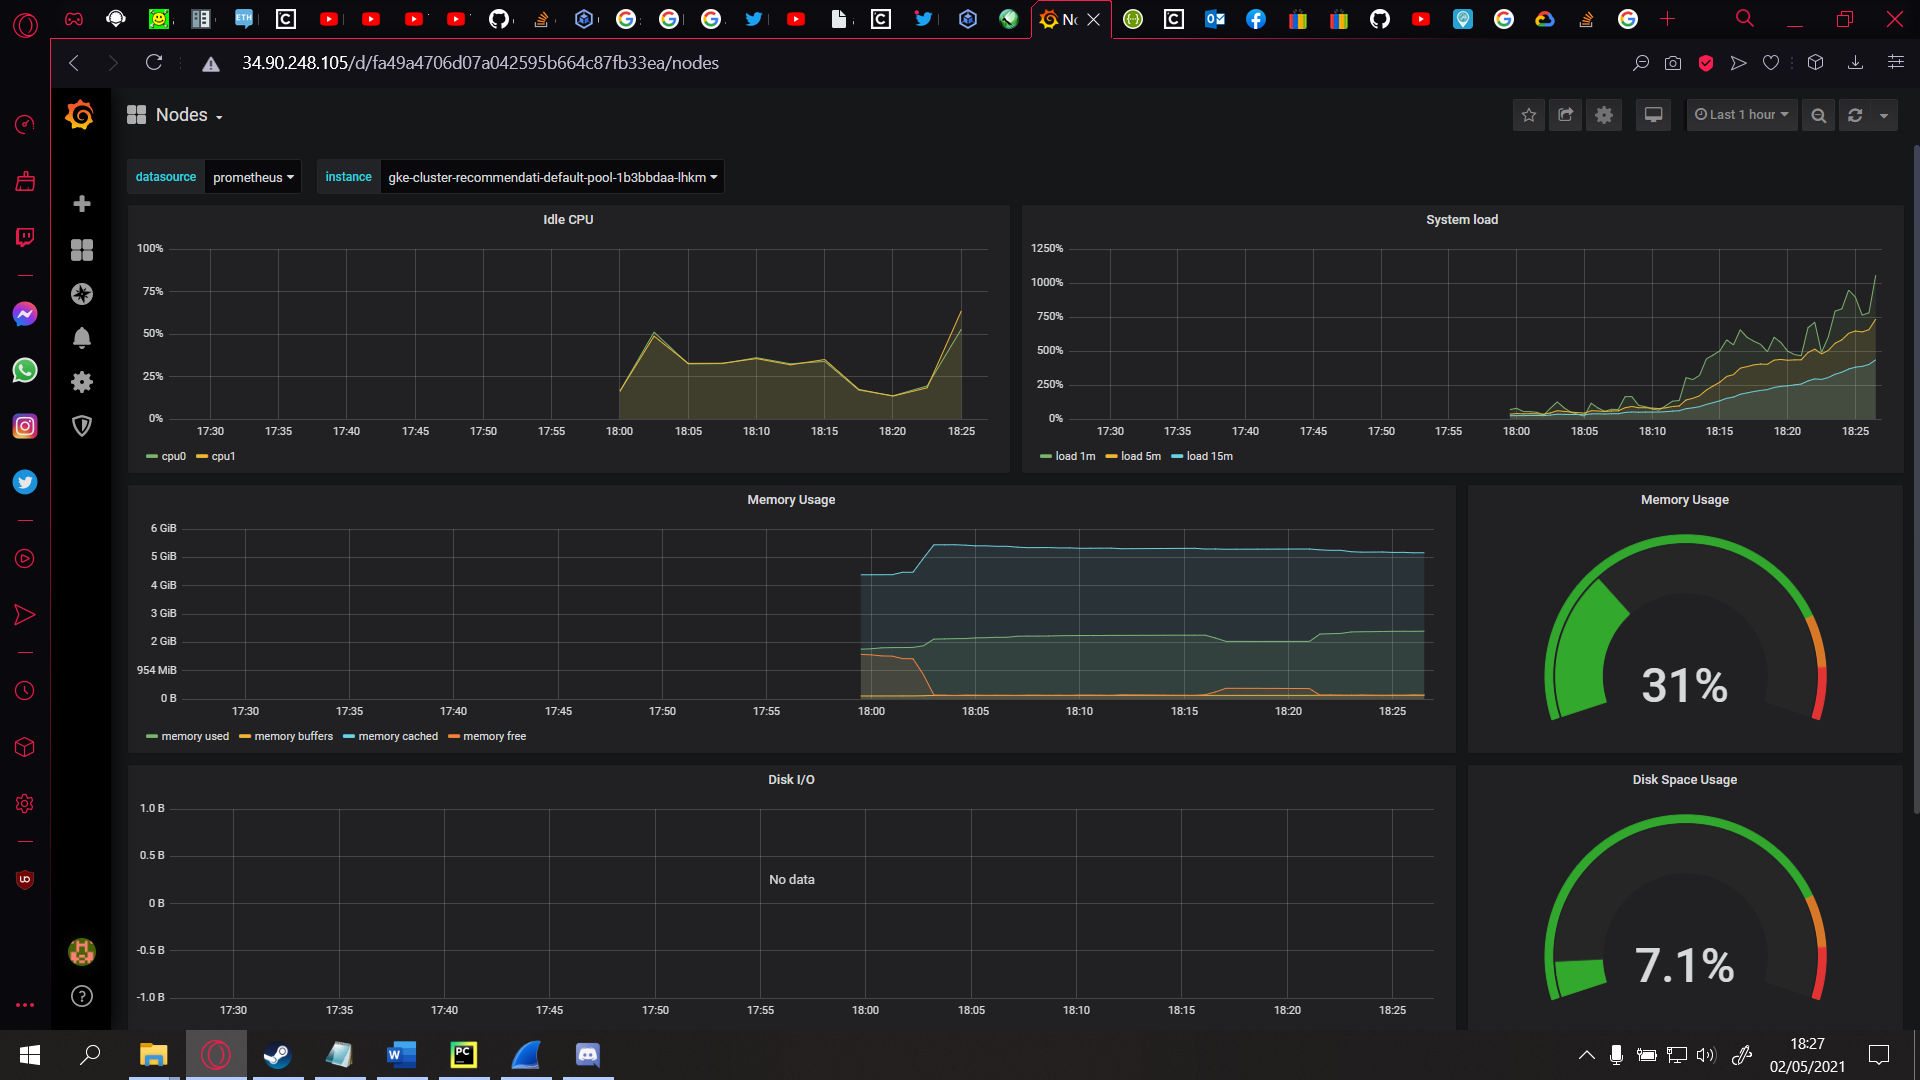 ETH
No
34.90.248.105/d/fa49a4706d07a042595b664c87fb33ea/nodes
Nodes
Last 1 hour
datasource prometheus instance gke-cluster-recommendati-default-pool-1b3bbdaa-lhkm
Idle CPU
100%
75%
50%
25%
0%
17:30 17:35 17:40 17:45 17:50 17:55 18:00 18:05 18:10 18:15 18:20 18:25
cpu0 cpu1
System load
1250%
1000%
750%
500%
250%
0%
17:30 17:35 17:40 17:45 17:50 17:55 18:00 18:05 18:10 18:15 18:20 18:25
load 1m load 5m load 15m
Memory Usage
6 GiB
5 GiB
4 GiB
3 GiB
2 GiB
954 MiB
0 B
17:30 17:35 17:40 17:45 17:50 17:55 18:00 18:05 18:10 18:15 18:20 18:25
memory used memory buffers memory cached memory free
Memory Usage
31%
Disk I/O
1.0 B
0.5 B
0 B
-0.5 B
-1.0 B
No data
17:30 17:35 17:40 17:45 17:50 17:55 18:00 18:05 18:10 18:15 18:20 18:25
Disk Space Usage
7.1%
18:27
02/05/2021